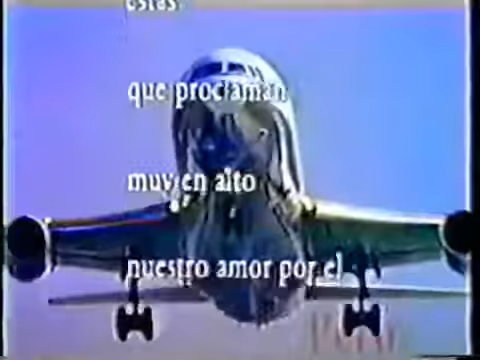 estas
que proclaman
muy en alto
nuestro amor por el